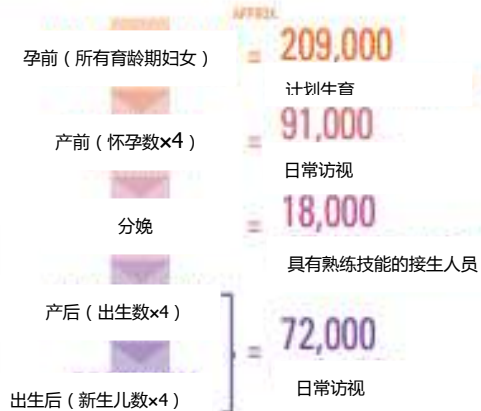 APPROX.
孕前（所有育龄期妇女） = 209,000
计划生育
产前（怀孕数×4） = 91,000
日常访视
分娩 = 18,000
具有熟练技能的接生人员
产后（出生数×4）
= 72,000
日常访视
出生后（新生儿数×4）